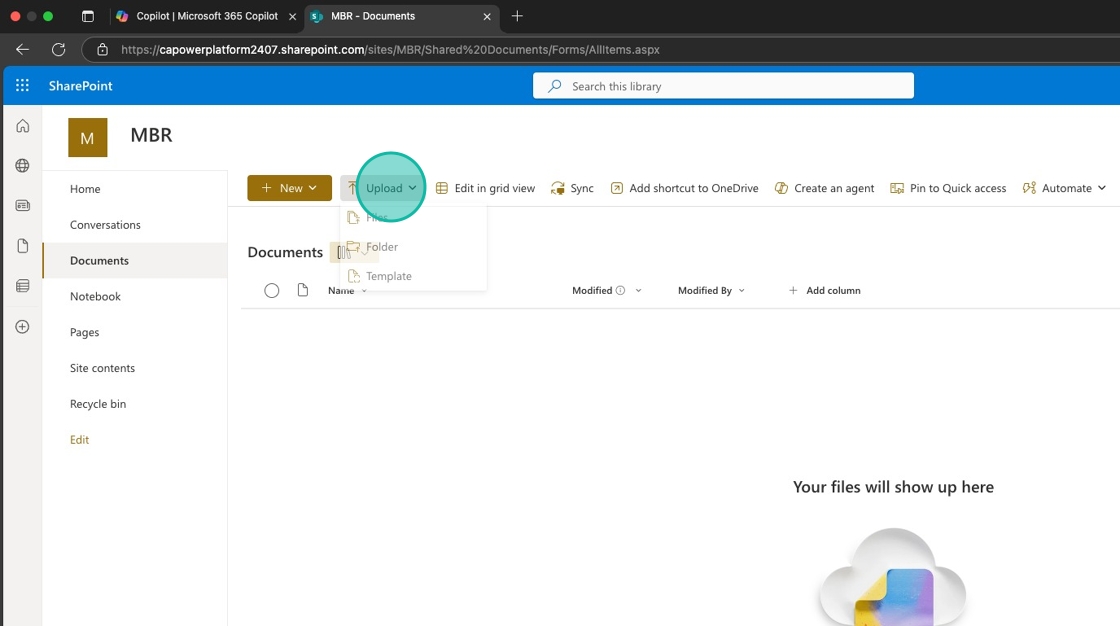 Copilot | Microsoft 365 Copilot
MBR - Documents
https://capowerplatform2407.sharepoint.com/sites/MBR/Shared%20Documents/Forms/AllItems.aspx
SharePoint
Search this library
M
MBR
Home
Conversations
Documents
Notebook
Pages
Site contents
Recycle bin
Edit
New
Upload
Edit in grid view
Sync
Add shortcut to OneDrive
Create an agent
Pin to Quick access
Automate
Files
Folder
Template
Documents
Name
Modified
Modified By
Add column
Your files will show up here